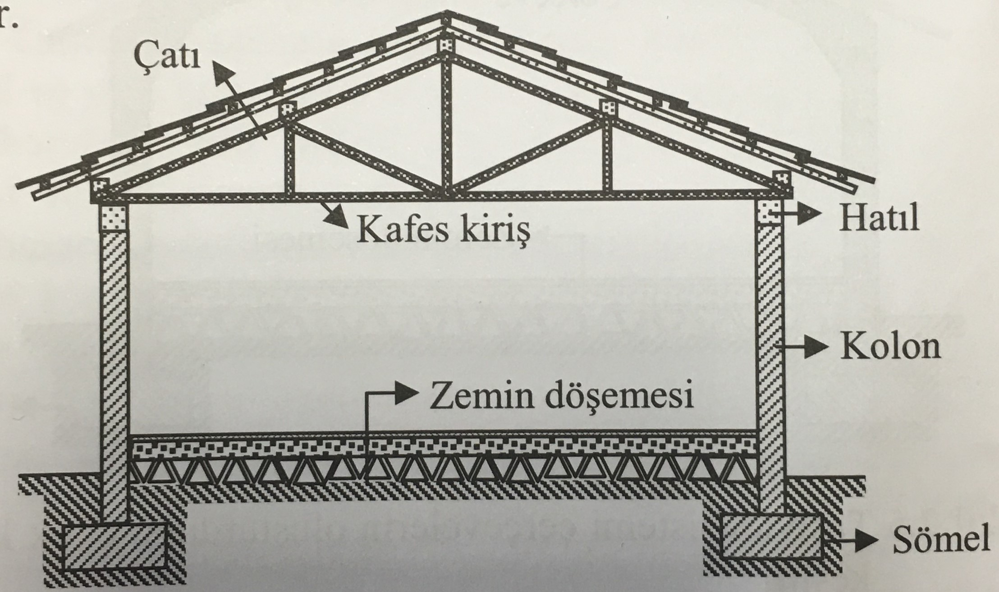 r.
Çatı
Kafes kiriş
Hatıl
Kolon
Zemin döşemesi
Sömel